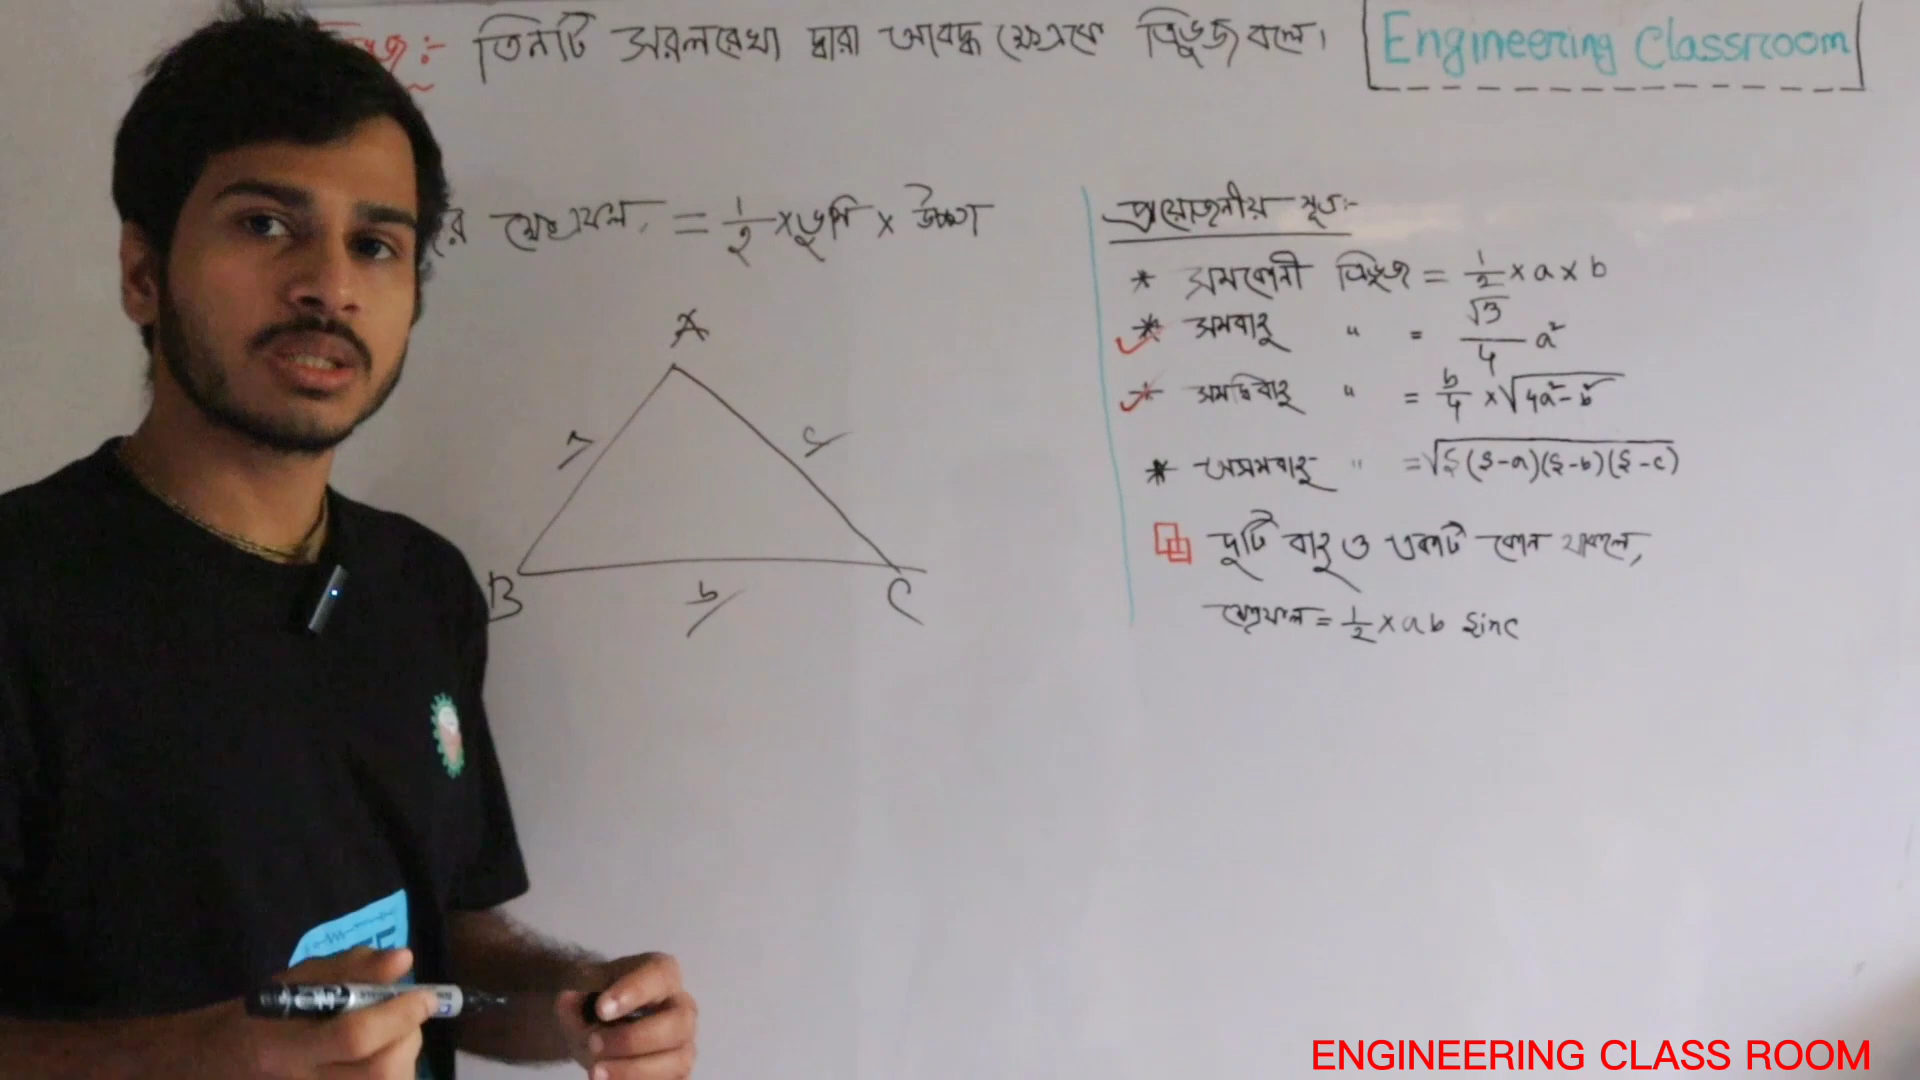 ভুজ :- তিনটি সরলরেখা দ্বারা আবদ্ধ ক্ষেত্রকে ত্রিভুজ বলে।
Engineering Classroom
র ক্ষেত্রফল, = 1/2 × ভূমি × উচ্চতা
A
c
B
b
C
প্রয়োজনীয় সূত্র:-
* সমকোনী ত্রিভুজ = 1/2 × a × b
* সমবাহু " = √3/4 a²
* সমদ্বিবাহু " = b/4 × √4a²-b²
* অসমবাহু " = √s(s-a)(s-b)(s-c)
দুটি বাহু ও একটি কোন থাকলে,
ক্ষেত্রফল = 1/2 × ab sinc
ENGINEERING CLASS ROOM